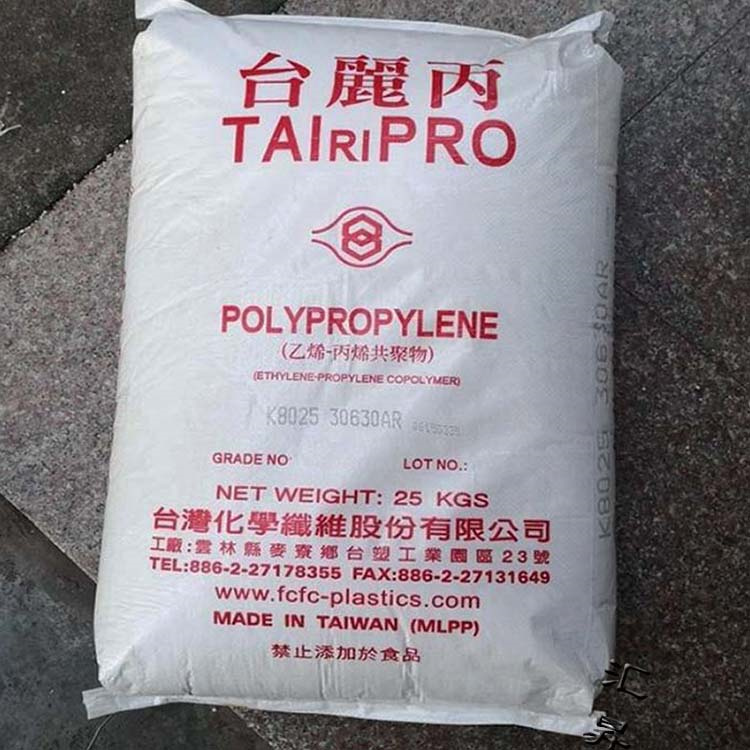 台麗丙
TAIRIPRO
POLYPROPYLENE
(乙烯-丙烯共聚物)
(ETHYLENE-PROPYLENE COPOLYMER)
K8025 30630AR
GRADE NO
LOT NO.:
NET WEIGHT: 25 KGS
台灣化學纖維股份有限公司
工廠:雲林縣麥寮鄉台塑工業園區23號
TEL:886-2-27178355 FAX:886-2-27131649
www.fcfc-plastics.com
MADE IN TAIWAN (MLPP)
禁止添加於食品
K8025 30630AR
汇